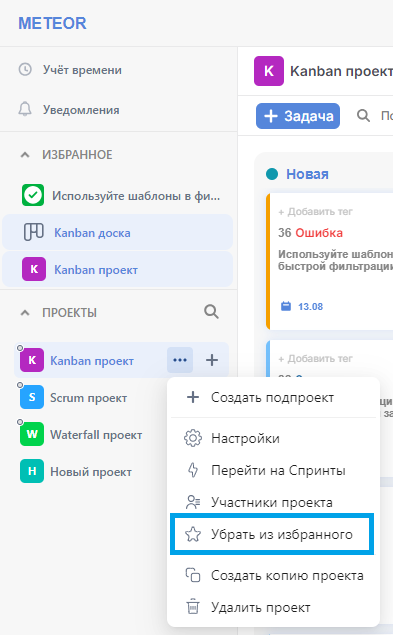 METEOR
Учёт времени
Уведомления
ИЗБРАННОЕ
Используйте шаблоны в фи...
Kanban доска
K Kanban проект
ПРОЕКТЫ
K Kanban проект
S Scrum проект
W Waterfall проект
Н Новый проект
K Kanban проект
Задача
По
Новая
+ Добавить тег
36 Ошибка
Используйте шаблон
быстрой фильтраци
13.08
+ Добавить тег
Создать подпроект
Настройки
Перейти на Спринты
Участники проекта
Убрать из избранного
Создать копию проекта
Удалить проект